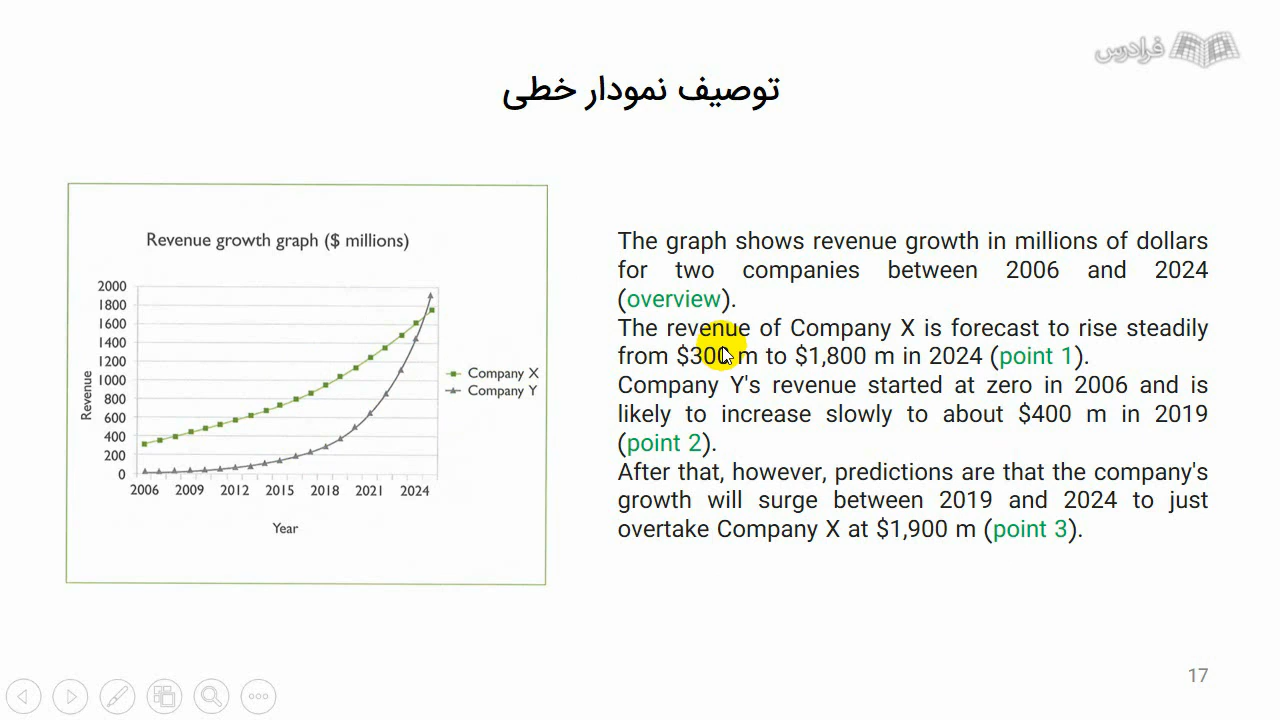 فرادرس
توصیف نمودار خطی
Revenue growth graph ($ millions)
2000
1800
1600
1400
1200
1000
800
600
400
200
0
Revenue
2006 2009 2012 2015 2018 2021 2024
Year
Company X
Company Y
The graph shows revenue growth in millions of dollars
for two companies between 2006 and 2024
(overview).
The revenue of Company X is forecast to rise steadily
from $300 m to $1,800 m in 2024 (point 1).
Company Y's revenue started at zero in 2006 and is
likely to increase slowly to about $400 m in 2019
(point 2).
After that, however, predictions are that the company's
growth will surge between 2019 and 2024 to just
overtake Company X at $1,900 m (point 3).
17